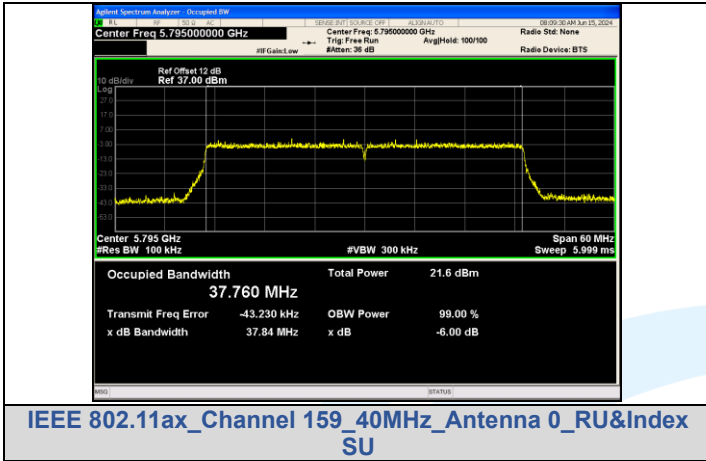 Agilent Spectrum Analyzer - Occupied BW
RL RF 50 Ω AC SENSE:INT SOURCE OFF ALIGN AUTO 08:09:30 AM Jun 15, 2024
Center Freq 5.795000000 GHz Center Freq: 5.795000000 GHz Radio Std: None
Trig: Free Run Avg|Hold: 100/100
#IFGain:Low #Atten: 36 dB Radio Device: BTS
Ref Offset 12 dB
10 dB/div Ref 37.00 dBm
Log
27.0
17.0
7.00
-3.00
-13.0
-23.0
-33.0
-43.0
-53.0
Center 5.795 GHz Span 60 MHz
#Res BW 100 kHz #VBW 300 kHz Sweep 5.999 ms
Occupied Bandwidth Total Power 21.6 dBm
37.760 MHz
Transmit Freq Error -43.230 kHz OBW Power 99.00 %
x dB Bandwidth 37.84 MHz x dB -6.00 dB
MSG STATUS
IEEE 802.11ax_Channel 159_40MHz_Antenna 0_RU&Index
SU